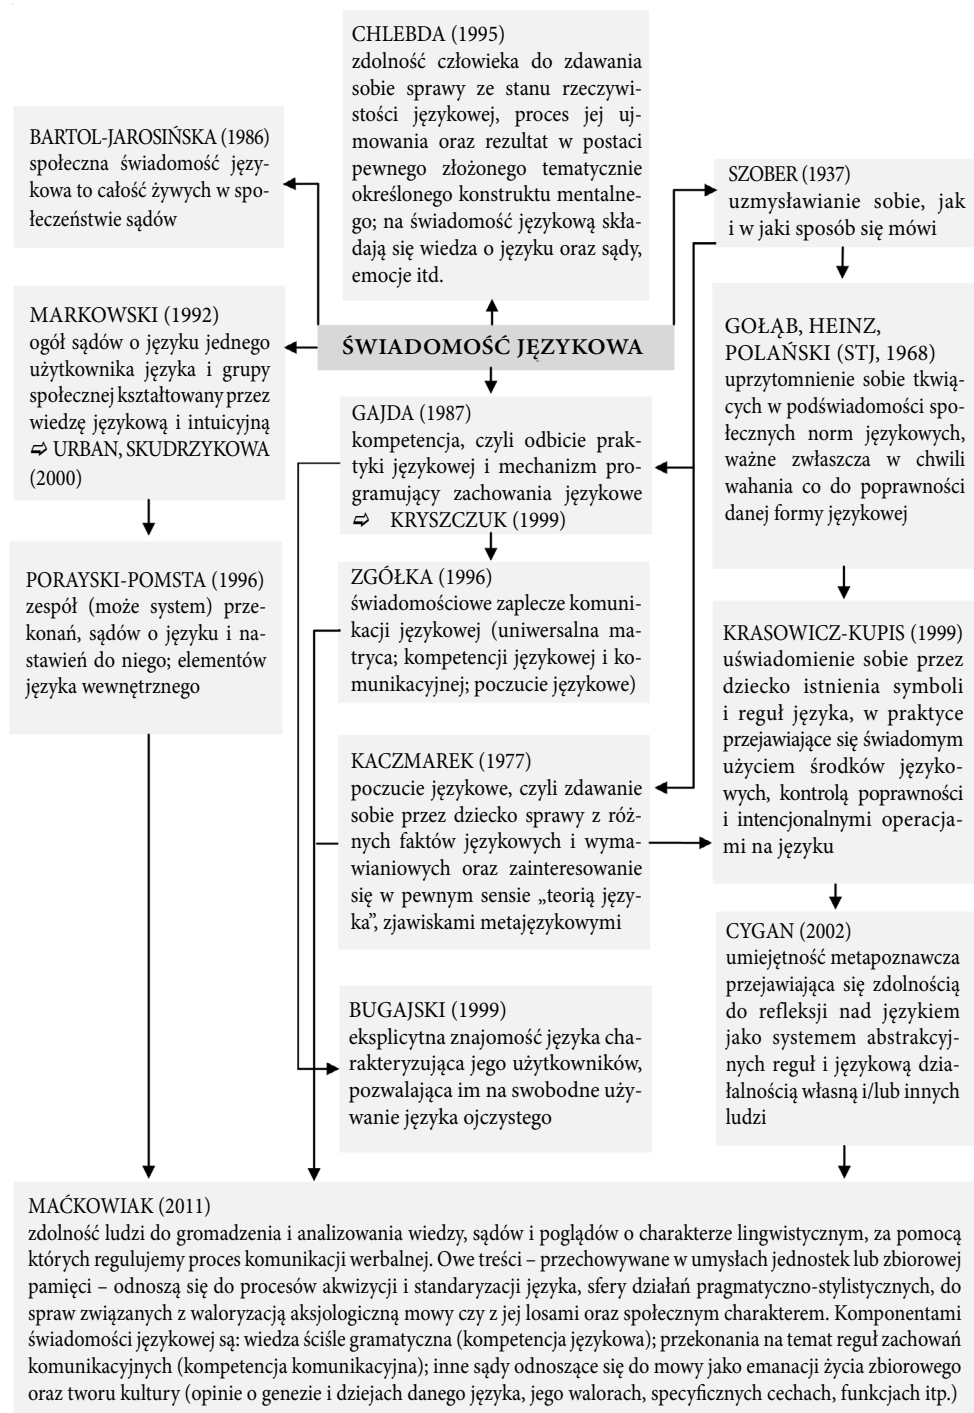 CHLEBDA (1995)
zdolność człowieka do zdawania
sobie sprawy ze stanu rzeczywi-
stości językowej, proces jej uj-
mowania oraz rezultat w postaci
pewnego złożonego tematycznie
określonego konstruktu mentalne-
go; na świadomość językową skła-
dają się wiedza o języku oraz sądy,
emocje itd.
BARTOL-JAROSIŃSKA (1986)
społeczna świadomość języ-
kowa to całość żywych w spo-
łeczeństwie sądów
SZOBER (1937)
uzmysławianie sobie, jak
i w jaki sposób się mówi
MARKOWSKI (1992)
ogół sądów o języku jednego
użytkownika języka i grupy
społecznej kształtowany przez
wiedzę językową i intuicyjną
➯ URBAN, SKUDRZYKOWA
(2000)
ŚWIADOMOŚĆ JĘZYKOWA
GOŁĄB, HEINZ,
POLAŃSKI (STJ, 1968)
uprzytomnienie sobie tkwią-
cych w podświadomości spo-
łecznych norm językowych,
ważne zwłaszcza w chwili
wahania co do poprawności
danej formy językowej
GAJDA (1987)
kompetencja, czyli odbicie prak-
tyki językowej i mechanizm pro-
gramujący zachowania językowe
➯ KRYSZCZUK (1999)
PORAYSKI-POMSTA (1996)
zespół (może system) prze-
konań, sądów o języku i na-
stawień do niego; elementów
języka wewnętrznego
ZGÓŁKA (1996)
świadomościowe zaplecze komuni-
kacji językowej (uniwersalna ma-
tryca; kompetencji językowej i ko-
munikacyjnej; poczucie językowe)
KRASOWICZ-KUPIS (1999)
uświadomienie sobie przez
dziecko istnienia symboli
i reguł języka, w praktyce
przejawiające się świadomym
użyciem środków języko-
wych, kontrolą poprawności
i intencjonalnymi operacja-
mi na języku
KACZMAREK (1977)
poczucie językowe, czyli zdawanie
sobie przez dziecko sprawy z róż-
nych faktów językowych i wyma-
wianiowych oraz zainteresowanie
się w pewnym sensie „teorią języ-
ka”, zjawiskami metajęzykowymi
CYGAN (2002)
umiejętność metapoznawcza
przejawiająca się zdolnością
do refleksji nad językiem
jako systemem abstrakcyj-
nych reguł i językową dzia-
łalnością własną i/lub innych
ludzi
BUGAJSKI (1999)
eksplicytna znajomość języka cha-
rakteryzująca jego użytkowników,
pozwalająca im na swobodne uży-
wanie języka ojczystego
MAĆKOWIAK (2011)
zdolność ludzi do gromadzenia i analizowania wiedzy, sądów i poglądów o charakterze lingwistycznym, za pomocą
których regulujemy proces komunikacji werbalnej. Owe treści – przechowywane w umysłach jednostek lub zbiorowej
pamięci – odnoszą się do procesów akwizycji i standaryzacji języka, sfery działań pragmatyczno-stylistycznych, do
spraw związanych z waloryzacją aksjologiczną mowy czy z jej losami oraz społecznym charakterem. Komponentami
świadomości językowej są: wiedza ściśle gramatyczna (kompetencja językowa); przekonania na temat reguł zachowań
komunikacyjnych (kompetencja komunikacyjna); inne sądy odnoszące się do mowy jako emanacji życia zbiorowego
oraz tworu kultury (opinie o genezie i dziejach danego języka, jego walorach, specyficznych cechach, funkcjach itp.)